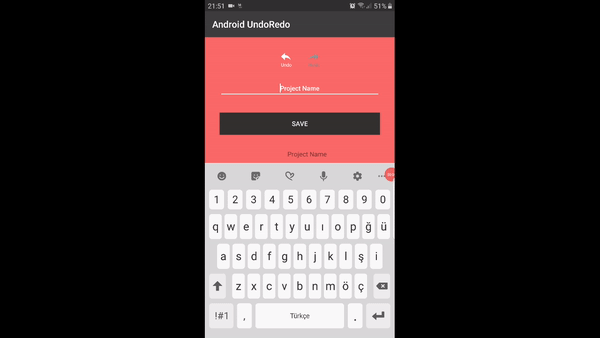 21:51
51%
Android UndoRedo
Undo
Project Name
SAVE
Project Name
1 2 3 4 5 6 7 8 9 0
q w e r t y u ı o p ğ ü
a s d f g h j k l ş i
z x c v b n m ö ç
!#1 , Türkçe .